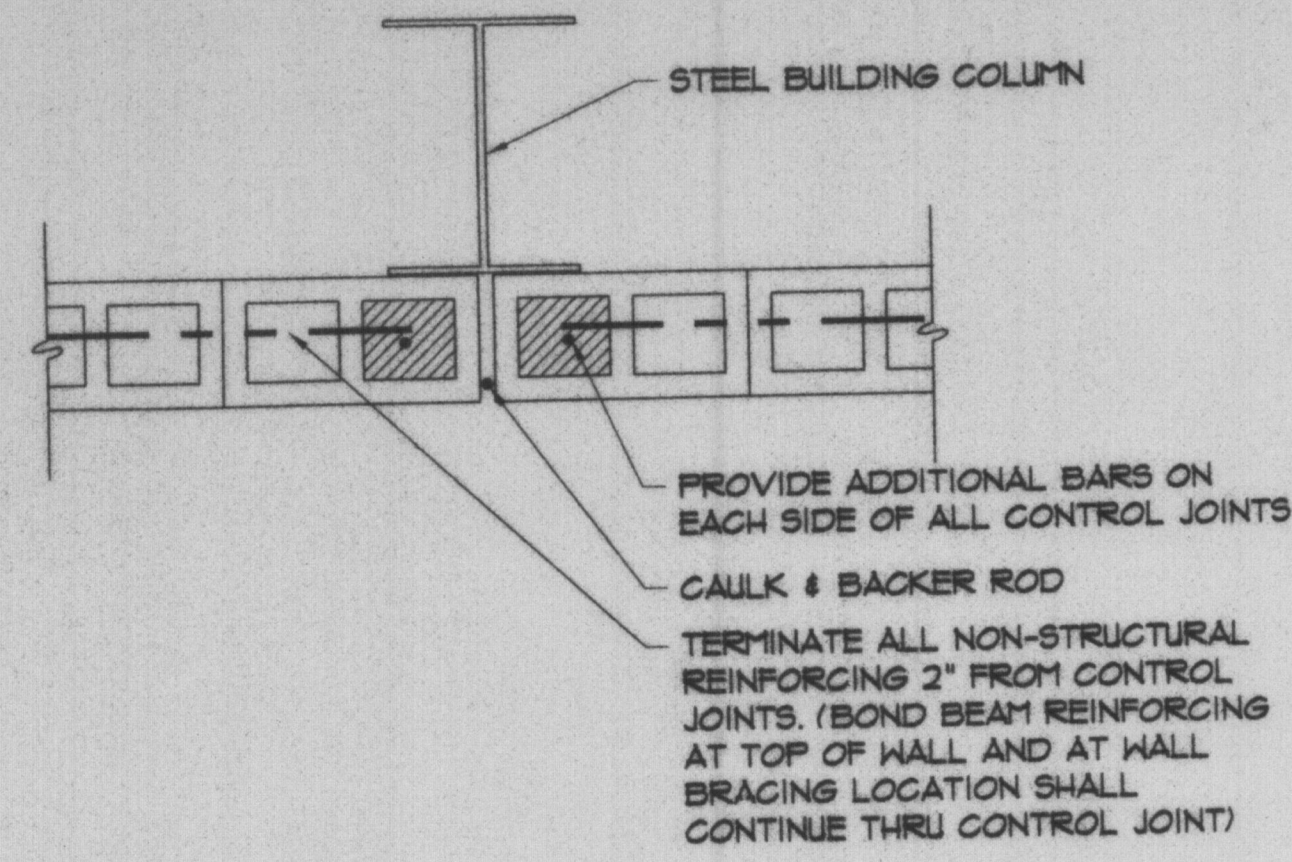 STEEL BUILDING COLUMN
PROVIDE ADDITIONAL BARS ON
EACH SIDE OF ALL CONTROL JOINTS
CAULK & BACKER ROD
TERMINATE ALL NON-STRUCTURAL
REINFORCING 2" FROM CONTROL
JOINTS. (BOND BEAM REINFORCING
AT TOP OF WALL AND AT WALL
BRACING LOCATION SHALL
CONTINUE THRU CONTROL JOINT)